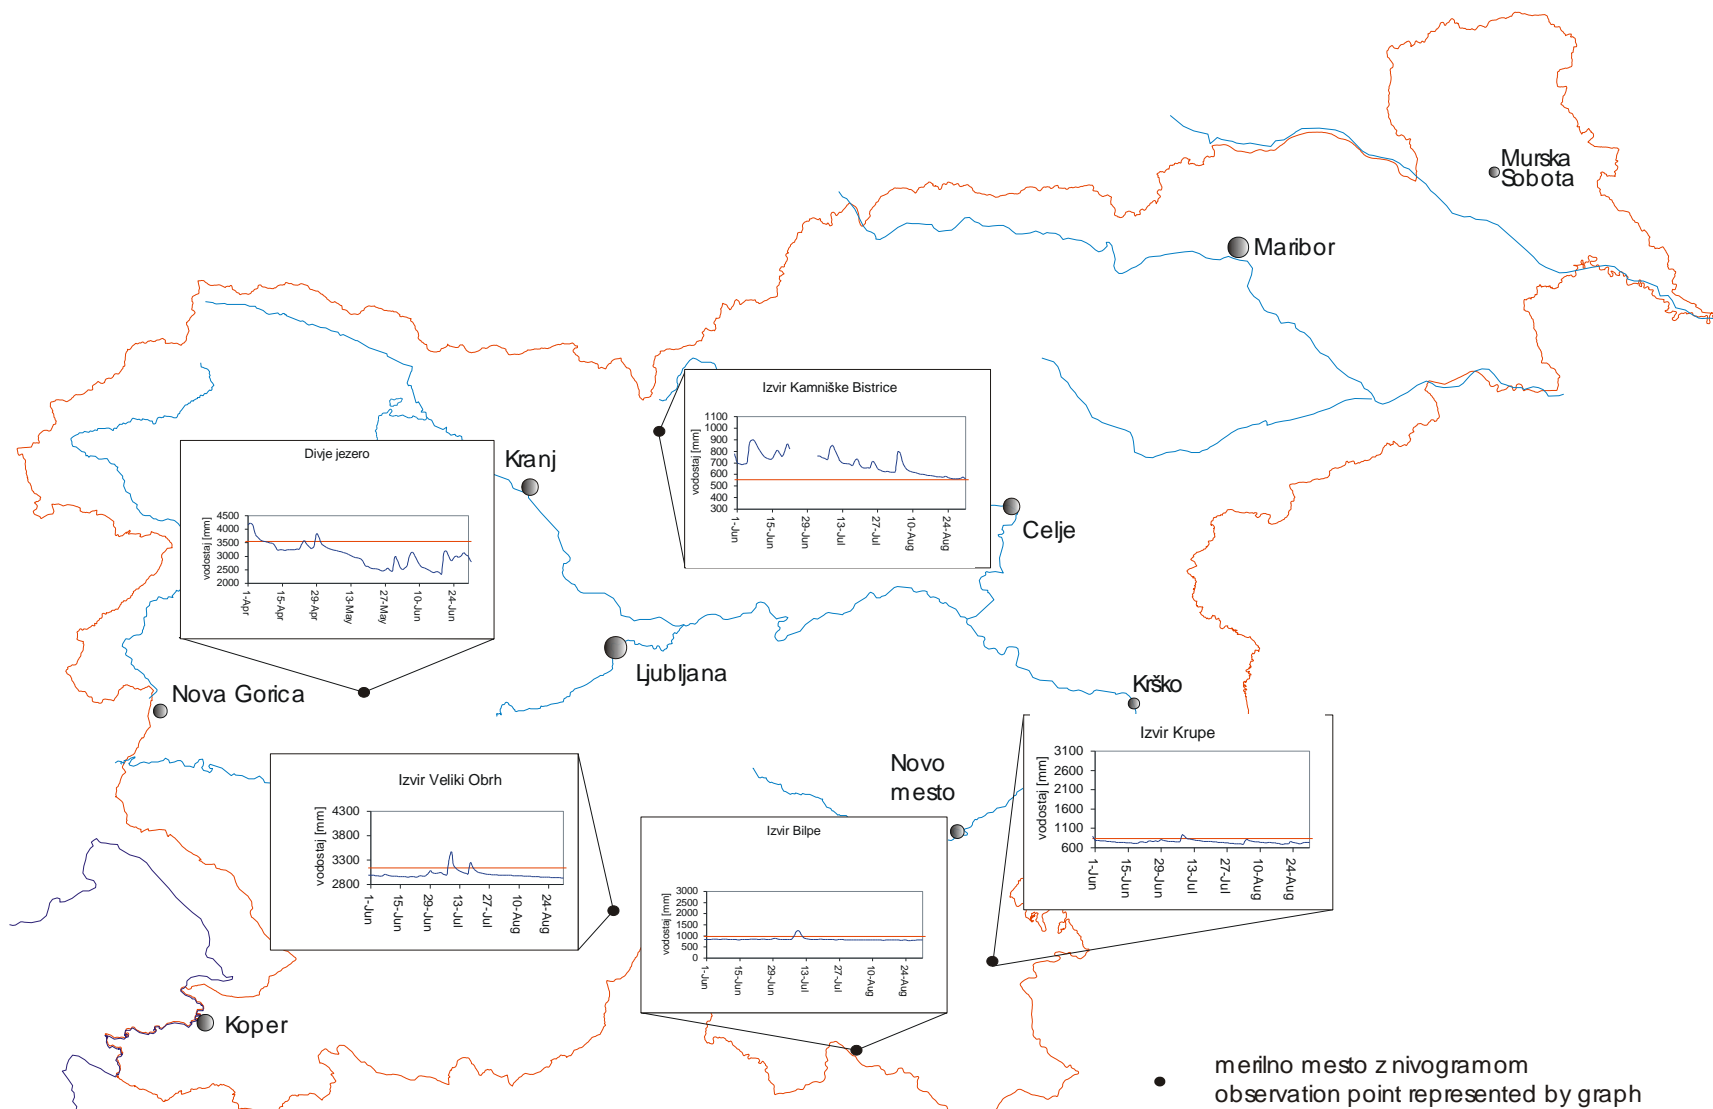 Murska
Sobota
Maribor
Izvir Kamniške Bistrice
vodostaj [mm]
1100
1000
900
800
700
600
500
400
300
1-Jun
15-Jun
29-Jun
13-Jul
27-Jul
10-Aug
24-Aug
Divje jezero
vodostaj [mm]
4500
4000
3500
3000
2500
2000
1-Apr
15-Apr
29-Apr
13-May
27-May
10-Jun
24-Jun
Kranj
Celje
Ljubljana
Nova Gorica
Krško
Izvir Krupe
vodostaj [mm]
3100
2600
2100
1600
1100
600
1-Jun
15-Jun
29-Jun
13-Jul
27-Jul
10-Aug
24-Aug
Novo
mesto
Izvir Veliki Obrh
vodostaj [mm]
4300
3800
3300
2800
1-Jun
15-Jun
29-Jun
13-Jul
27-Jul
10-Aug
24-Aug
Izvir Bilpe
vodostaj [mm]
3000
2500
2000
1500
1000
500
0
1-Jun
15-Jun
29-Jun
13-Jul
27-Jul
10-Aug
24-Aug
Koper
merilno mesto z nivogramom
observation point represented by graph